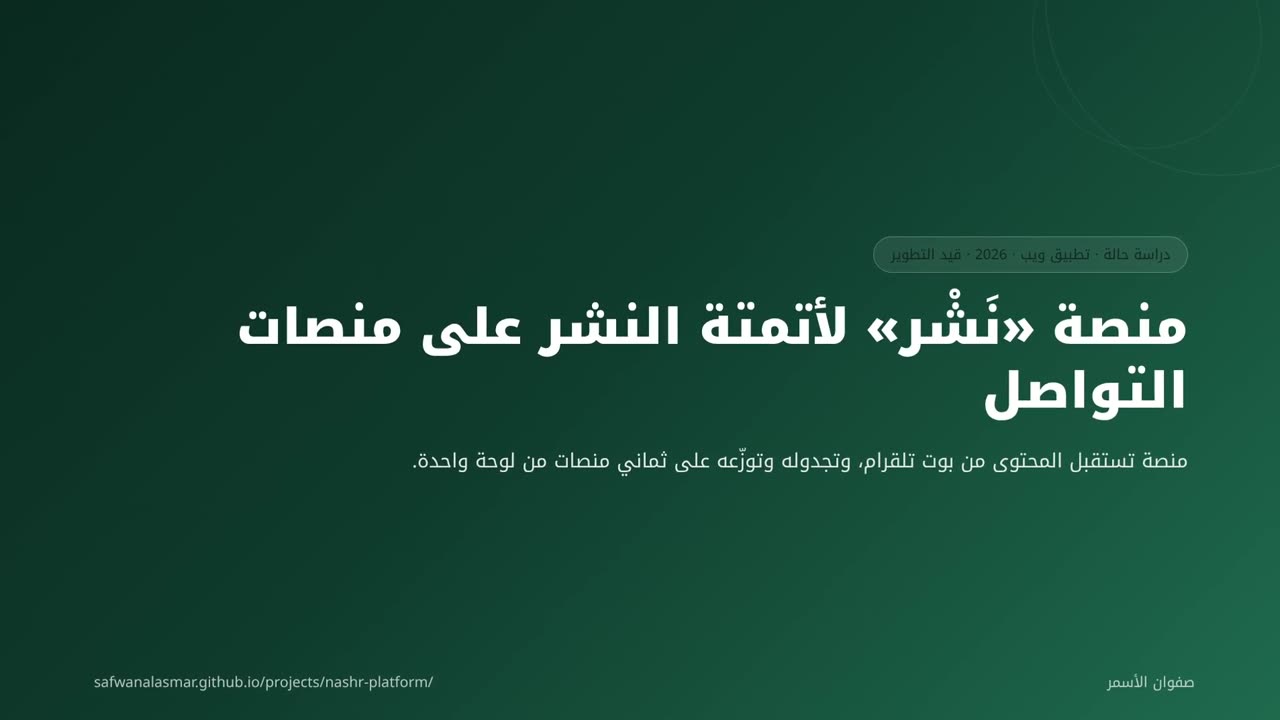 دراسة حالة · تطبيق ويب · 2026 · قيد التطوير
منصة «نَشْر» لأتمتة النشر على منصات
التواصل
منصة تستقبل المحتوى من بوت تلقرام، وتجدوله وتوزّعه على ثماني منصات من لوحة واحدة.
صفوان الأسمر
safwanalasmar.github.io/projects/nashr-platform/